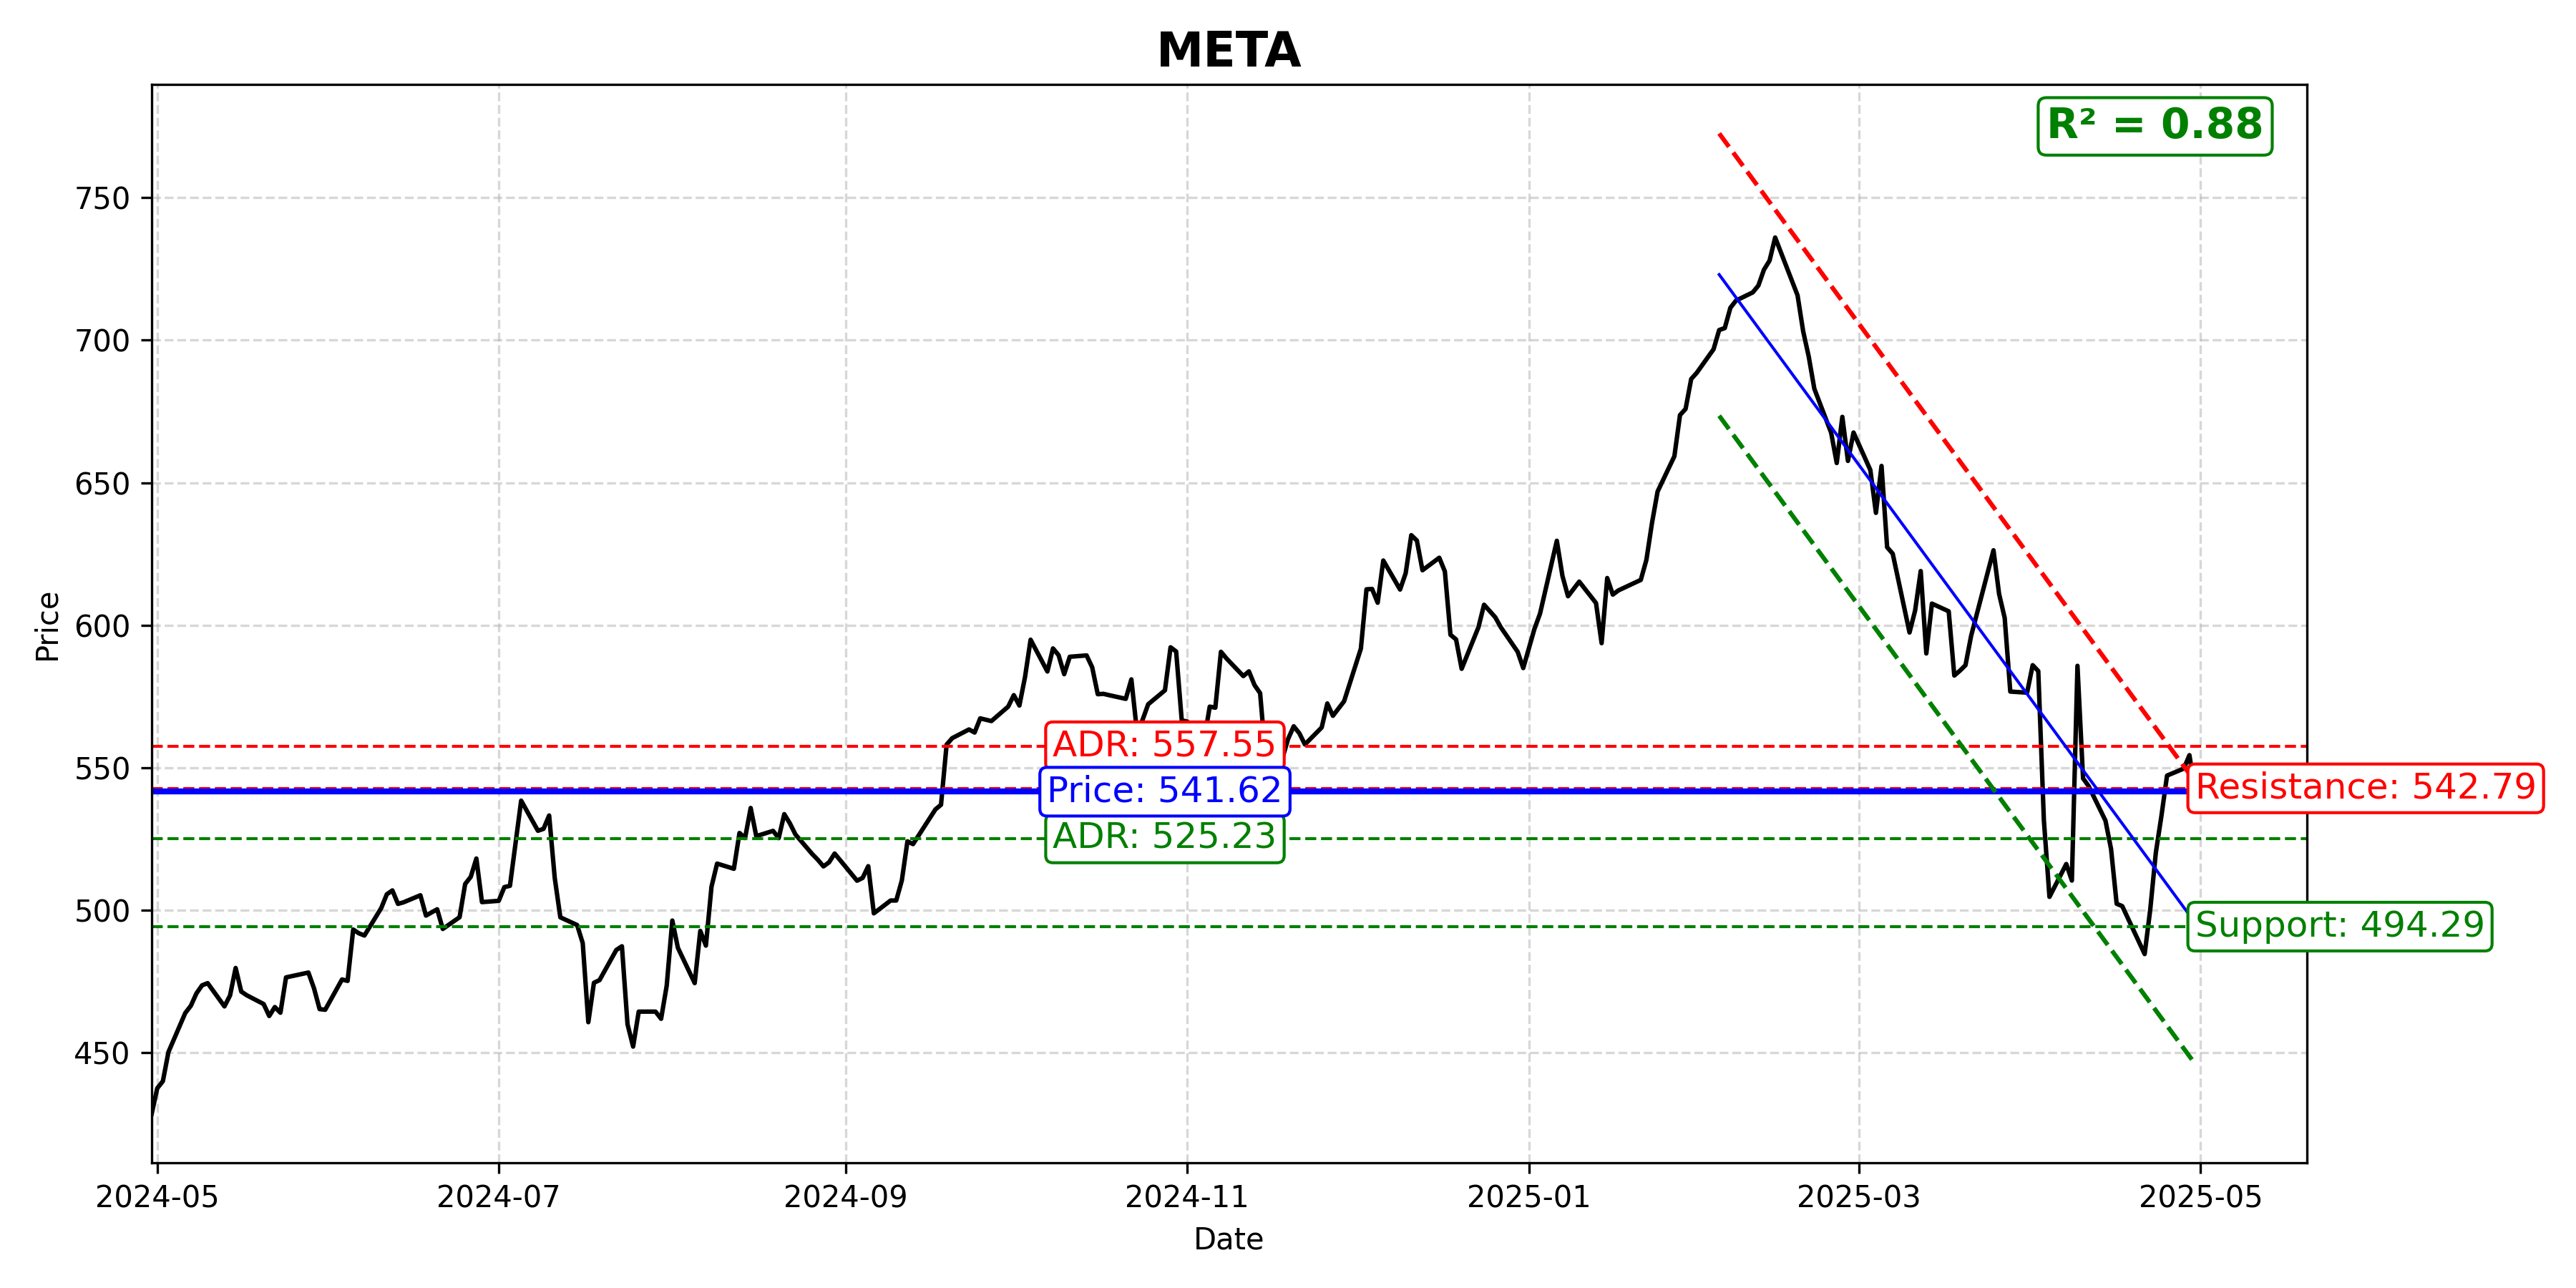 META
R² = 0.88
750
700
650
600
550
500
450
Price
ADR: 557.55
Price: 541.62
ADR: 525.23
Resistance: 542.79
Support: 494.29
2024-05
2024-07
2024-09
2024-11
2025-01
2025-03
2025-05
Date